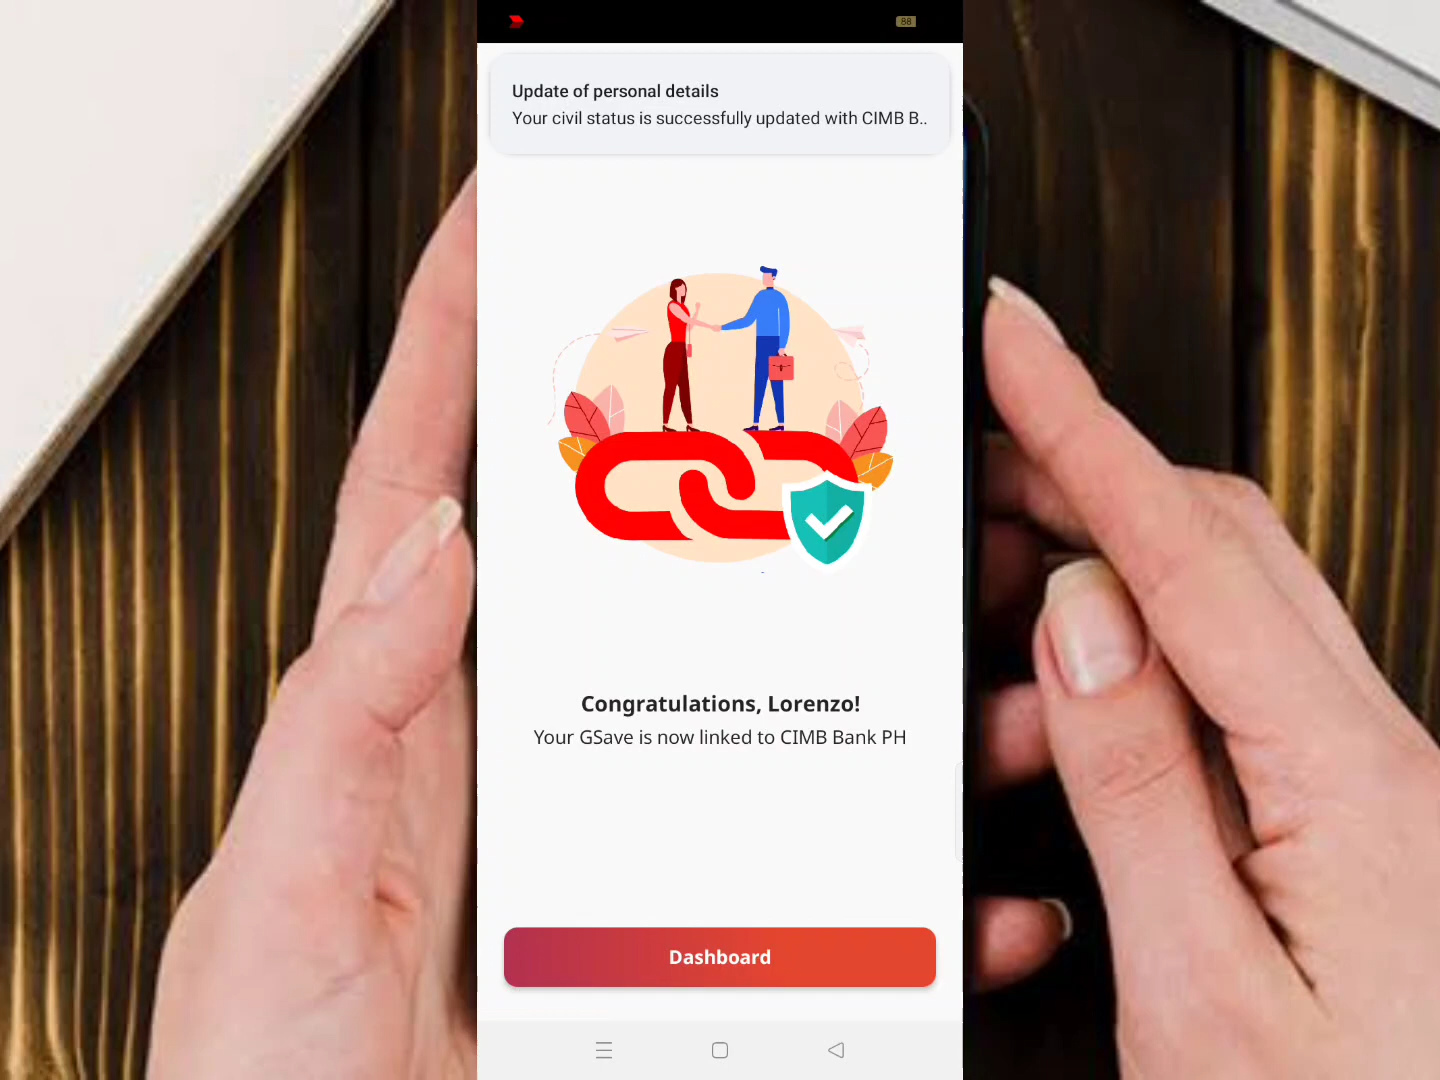 88
Update of personal details
Your civil status is successfully updated with CIMB B..
Congratulations, Lorenzo!
Your GSave is now linked to CIMB Bank PH
Dashboard